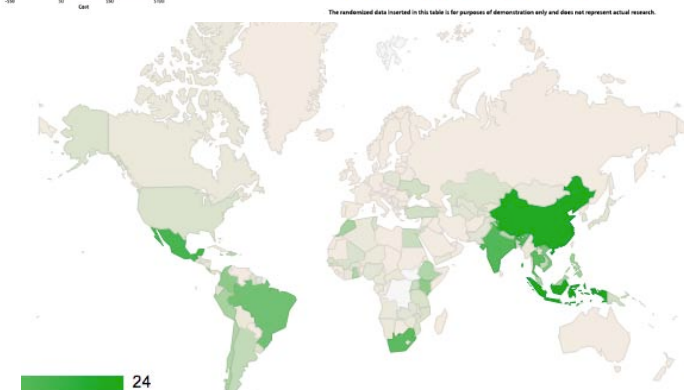 Cost
The randomized data inserted in this table is for purposes of demonstration only and does not represent actual research.
24